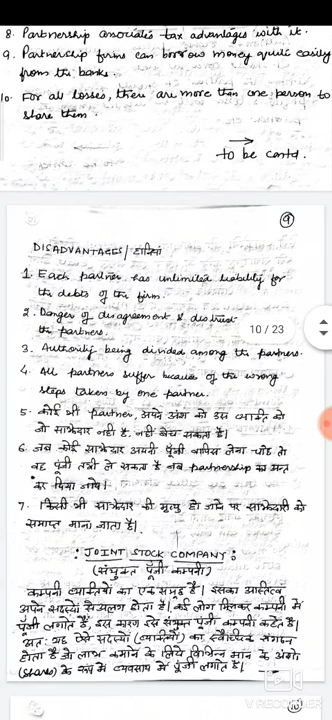 8. Partnership associates tax advantages with it.
9. Partnership firms can borrow money quite easily
from the banks.
10. For all losses, there are more than one person to
share them.
→
to be contd.
9
DISADVANTAGES / हानियां
1. Each partner has unlimited liability for
the debts of the firm.
2. Danger of disagreement & distrust
the partners.
10 / 23
3. Authority being divided among the partners.
4. All partners suffer because of the wrong
steps taken by one partner.
5. कोई भी partner, अपने अंश को उस व्यक्ति को
जो साझेदार नहीं है, नहीं बेच सकता है।
6. जब कोई साझेदार अपनी पूँजी वापिस लेना चाहे तो
वह पूँजी तभी ले सकता है जब partnership का अन्त
कर दिया जाये।
7. किसी भी साझेदार की मृत्यु हो जाने पर साझेदारी को
समाप्त माना जाता है।
: JOINT STOCK COMPANY :
(संयुक्त पूँजी कम्पनी)
कम्पनी व्यक्तियों का एक समूह है। इसका अस्तित्व
अपने सदस्यों से अलग होता है। कई लोग मिलकर कम्पनी में
पूँजी लगाते हैं, इस कारण इसे संयुक्त पूँजी कम्पनी कहते हैं।
अतः यह ऐसे सदस्यों (व्यक्तियों) का स्वैच्छिक संगठन
होता है जो लाभ कमाने के लिये विभिन्न मान के अंशों
(shares) के रूप में व्यवसाय में पूँजी लगाते हैं।